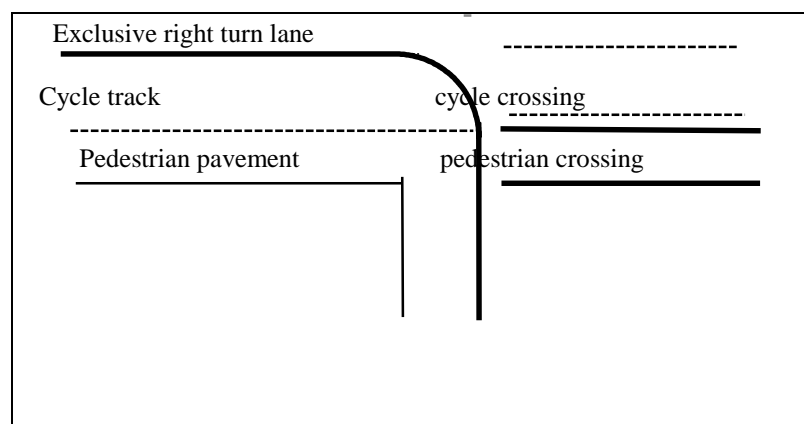 Exclusive right turn lane
Cycle track
cycle crossing
Pedestrian pavement
pedestrian crossing